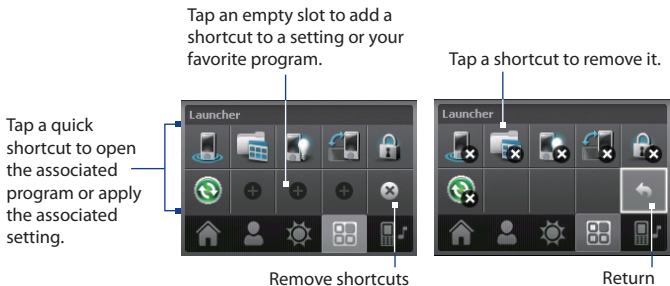 Tap an empty slot to add a
shortcut to a setting or your
favorite program.
Tap a shortcut to remove it.
Tap a quick
shortcut to open
the associated
program or apply
the associated
setting.
Launcher
Launcher
Remove shortcuts
Return